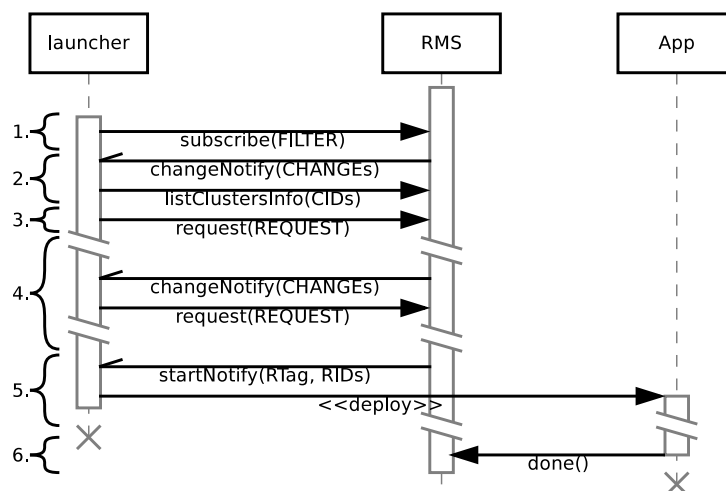 launcher
RMS
App
1.
subscribe(FILTER)
2.
changeNotify(CHANGEs)
listClustersInfo(CIDs)
3.
request(REQUEST)
4.
changeNotify(CHANGEs)
request(REQUEST)
5.
startNotify(RTag, RIDs)
<<deploy>>
6.
done()